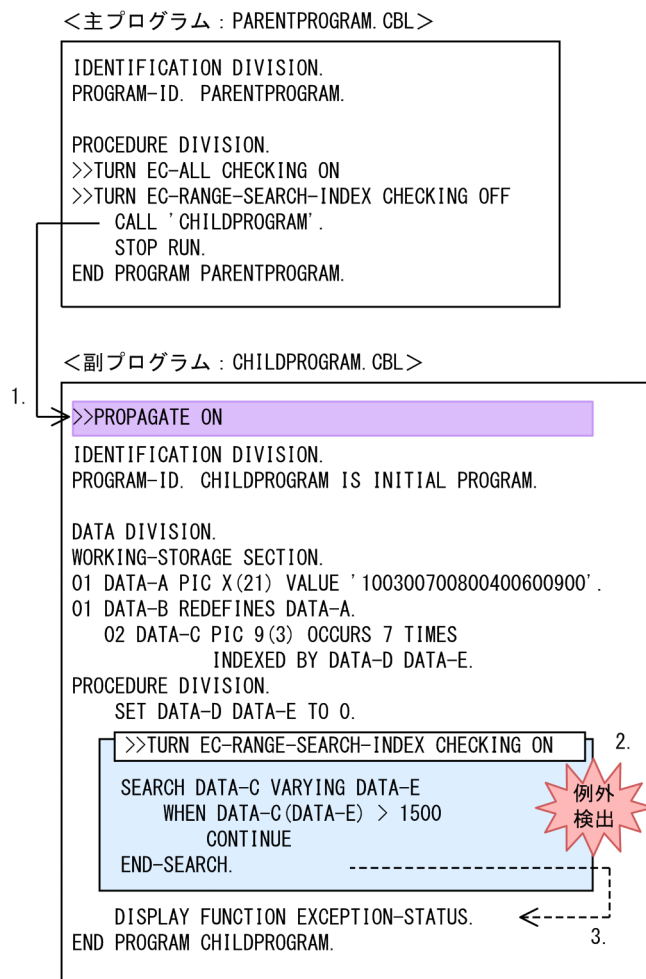 <主プログラム:PARENTPROGRAM.CBL>
IDENTIFICATION DIVISION.
PROGRAM-ID. PARENTPROGRAM.
PROCEDURE DIVISION.
>>TURN EC-ALL CHECKING ON
>>TURN EC-RANGE-SEARCH-INDEX CHECKING OFF
CALL 'CHILDPROGRAM'.
STOP RUN.
END PROGRAM PARENTPROGRAM.
<副プログラム:CHILDPROGRAM.CBL>
1.
>>PROPAGATE ON
IDENTIFICATION DIVISION.
PROGRAM-ID. CHILDPROGRAM IS INITIAL PROGRAM.
DATA DIVISION.
WORKING-STORAGE SECTION.
01 DATA-A PIC X(21) VALUE '100300700800400600900'.
01 DATA-B REDEFINES DATA-A.
02 DATA-C PIC 9(3) OCCURS 7 TIMES
INDEXED BY DATA-D DATA-E.
PROCEDURE DIVISION.
SET DATA-D DATA-E TO 0.
>>TURN EC-RANGE-SEARCH-INDEX CHECKING ON
2.
SEARCH DATA-C VARYING DATA-E
WHEN DATA-C(DATA-E) > 1500
CONTINUE
END-SEARCH.
例外
検出
DISPLAY FUNCTION EXCEPTION-STATUS.
3.
END PROGRAM CHILDPROGRAM.